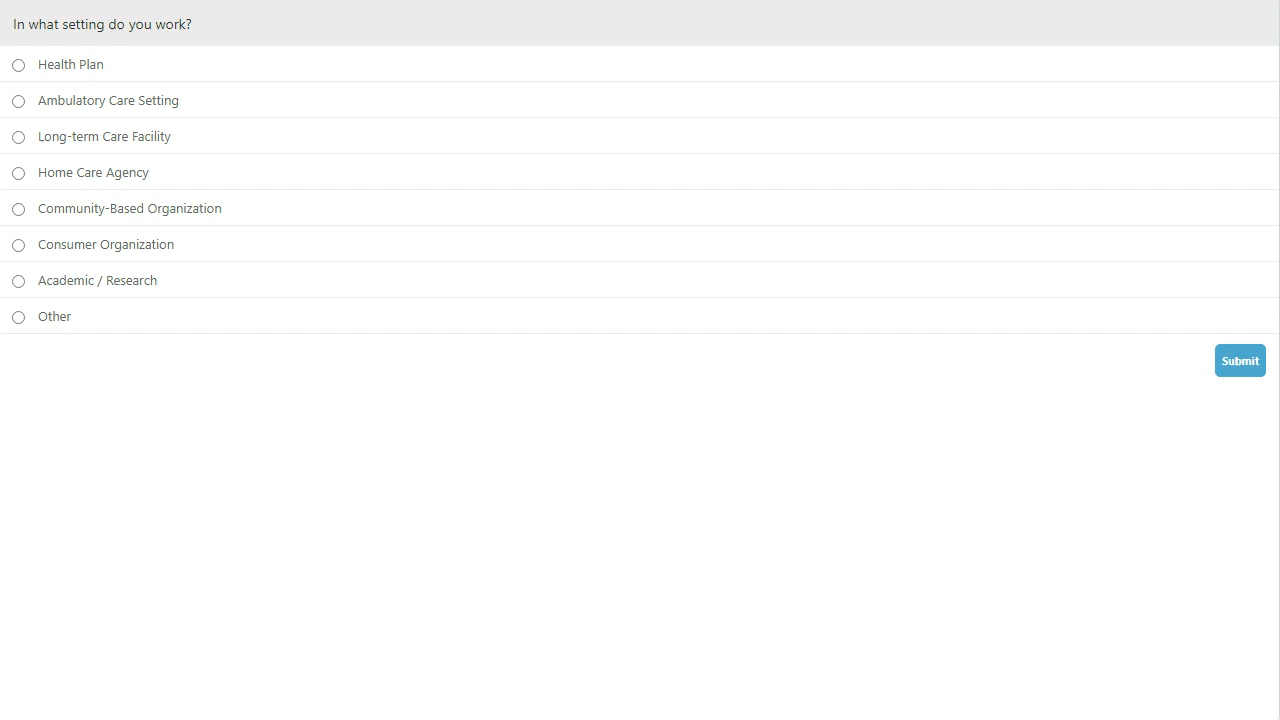 In what setting do you work?
Health Plan
Ambulatory Care Setting
Long-term Care Facility
Home Care Agency
Community-Based Organization
Consumer Organization
Academic / Research
Other
Submit